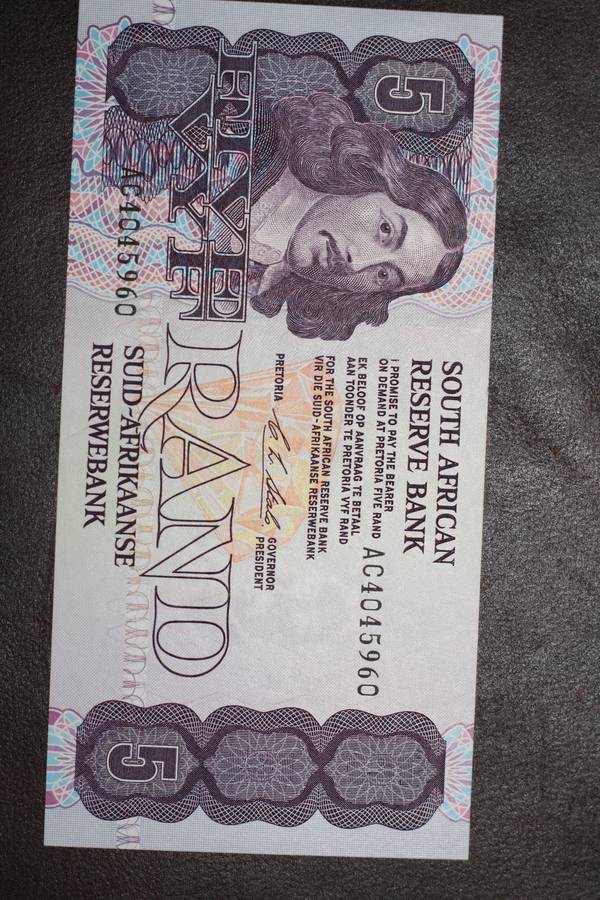 5
SOUTH AFRICAN
RESERVE BANK
I PROMISE TO PAY THE BEARER
ON DEMAND AT PRETORIA FIVE RAND
EK BELOOF OP AANVRAAG TE BETAAL
AAN TOONDER TE PRETORIA VYF RAND
AC4045960
FOR THE SOUTH AFRICAN RESERVE BANK
VIR DIE SUID-AFRIKAANSE RESERWEBANK
PRETORIA
GOVERNOR
PRESIDENT
FIVE
VYF
RAND
AC4045960
SUID-AFRIKAANSE
RESERWEBANK
5